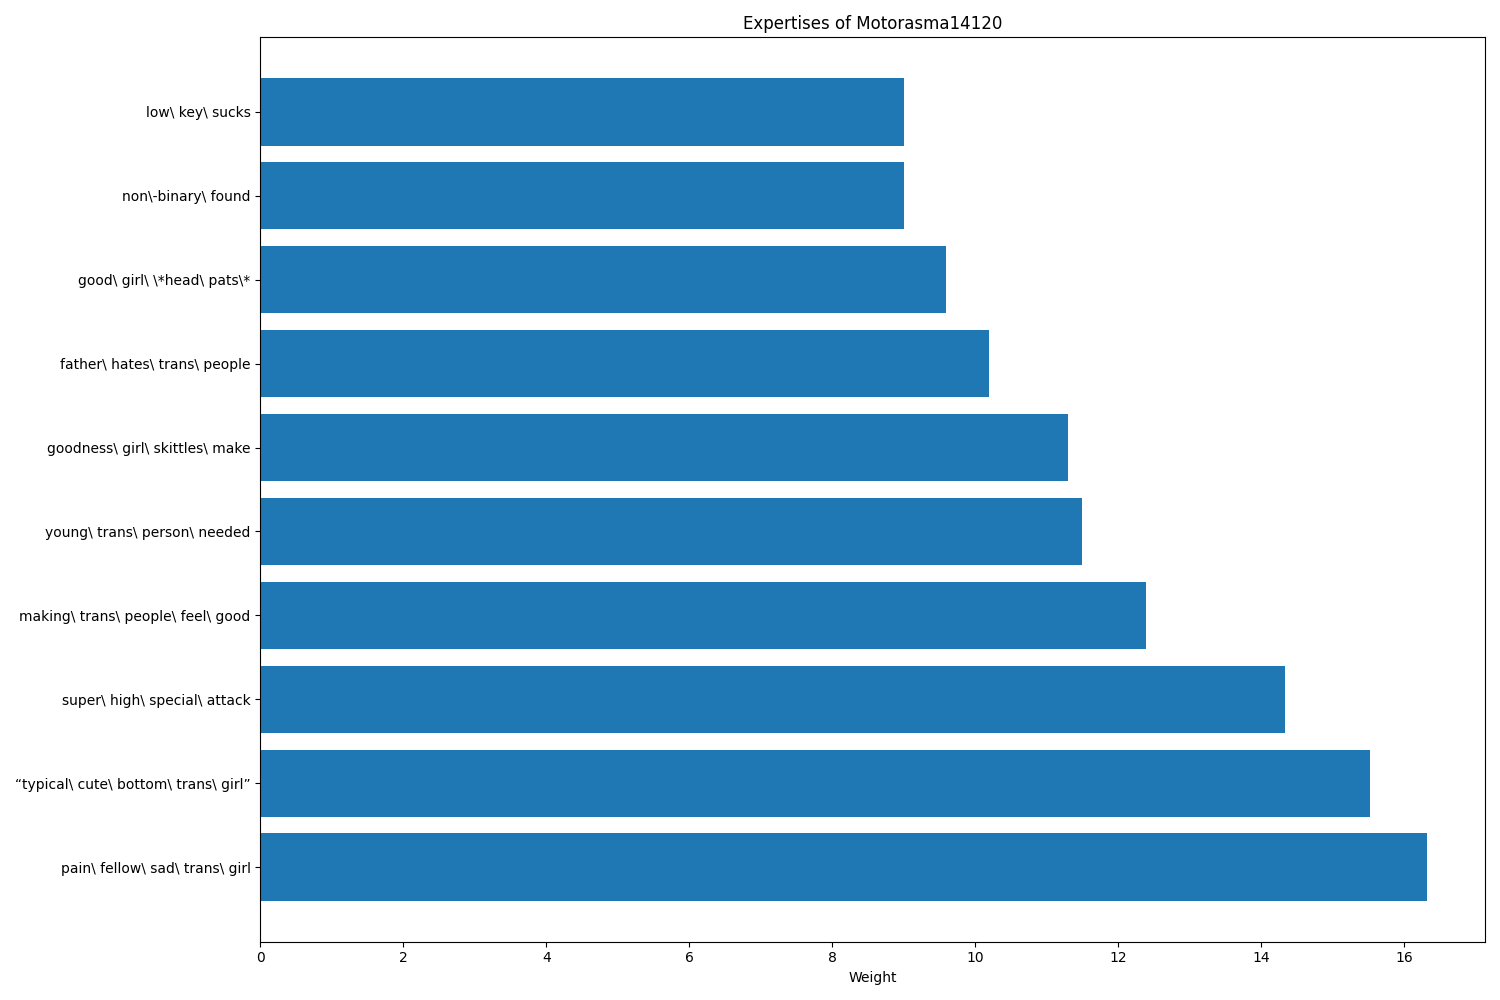 Expertises of Motorasma14120
low\ key\ sucks
non\-binary\ found
good\ girl\ \*head\ pats\*
father\ hates\ trans\ people
goodness\ girl\ skittles\ make
young\ trans\ person\ needed
making\ trans\ people\ feel\ good
super\ high\ special\ attack
“typical\ cute\ bottom\ trans\ girl”
pain\ fellow\ sad\ trans\ girl
0 2 4 6 8 10 12 14 16
Weight